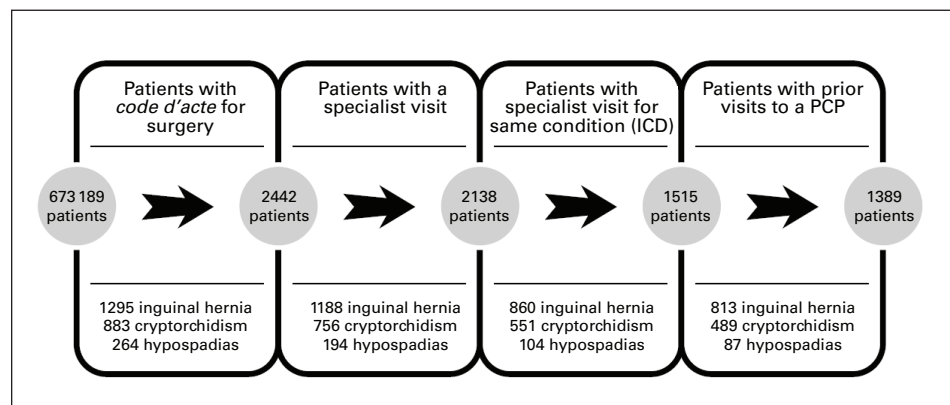 Patients with
code d'acte for
surgery
Patients with a
specialist visit
Patients with
specialist visit for
same condition (ICD)
Patients with prior
visits to a PCP
673 189
patients
2442
patients
2138
patients
1515
patients
1389
patients
1295 inguinal hernia
883 cryptorchidism
264 hypospadias
1188 inguinal hernia
756 cryptorchidism
194 hypospadias
860 inguinal hernia
551 cryptorchidism
104 hypospadias
813 inguinal hernia
489 cryptorchidism
87 hypospadias